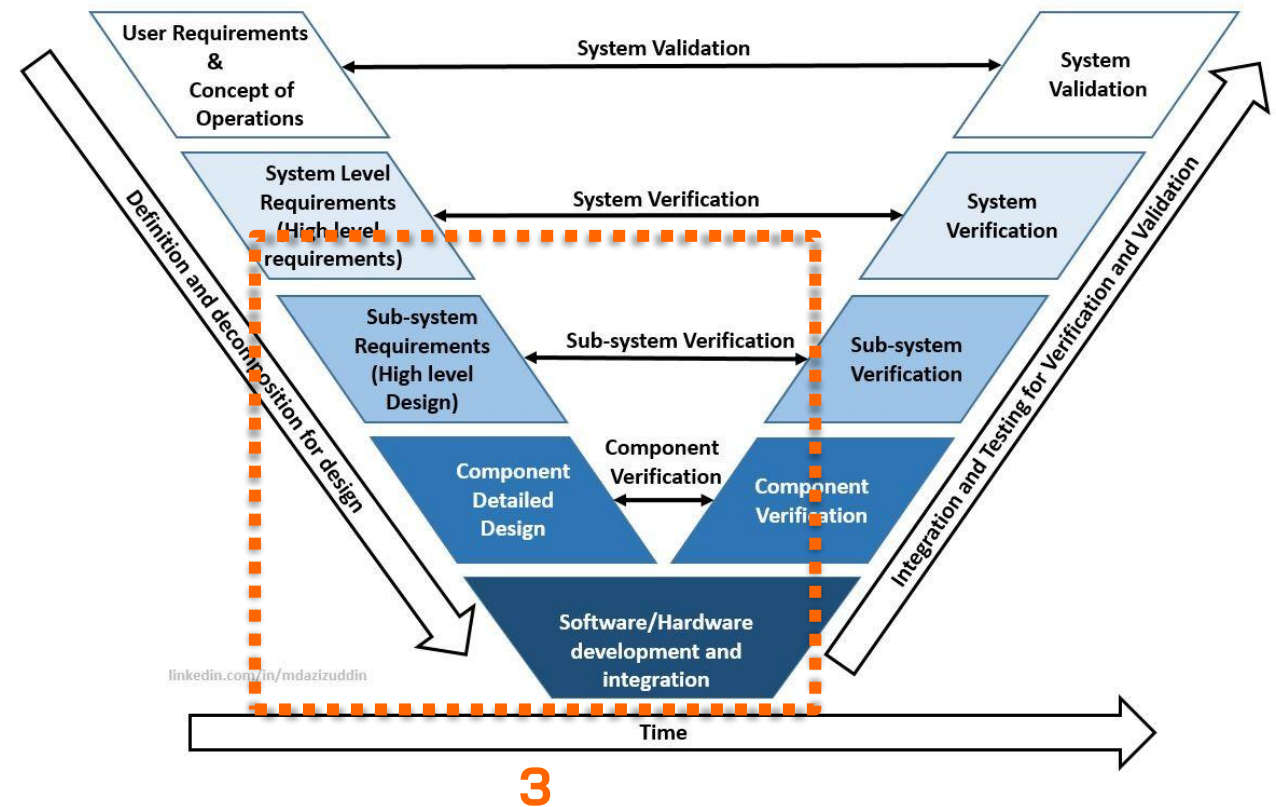 User Requirements
&
Concept of
Operations
System Validation
System
Validation
System Level
Requirements
(High level
requirements)
System Verification
System
Verification
Definition and decomposition for design
Sub-system
Requirements
(High level
Design)
Sub-system Verification
Sub-system
Verification
Integration and Testing for Verification and Validation
Component
Detailed
Design
Component
Verification
Component
Verification
Software/Hardware
development and
integration
linkedin.com/in/mdazizuddin
Time
3